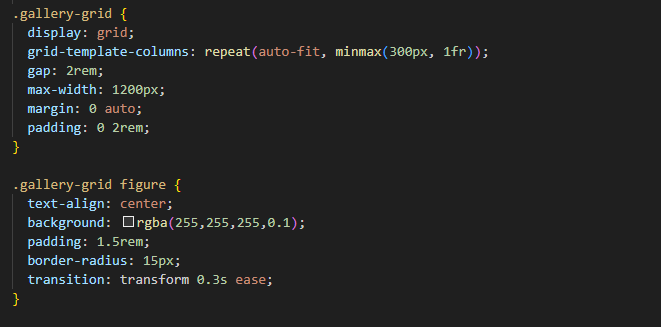 .gallery-grid {
  display: grid;
  grid-template-columns: repeat(auto-fit, minmax(300px, 1fr));
  gap: 2rem;
  max-width: 1200px;
  margin: 0 auto;
  padding: 0 2rem;
}

.gallery-grid figure {
  text-align: center;
  background: rgba(255,255,255,0.1);
  padding: 1.5rem;
  border-radius: 15px;
  transition: transform 0.3s ease;
}